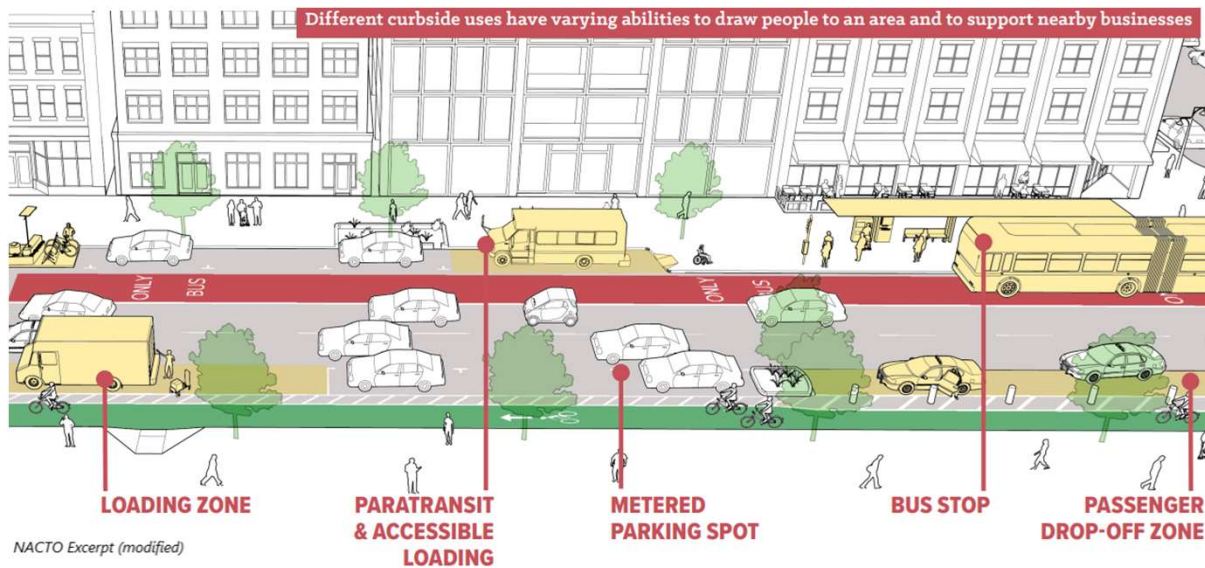 Different curbside uses have varying abilities to draw people to an area and to support nearby businesses
ONLY
BUS
ONLY
BUS
LOADING ZONE
PARATRANSIT
& ACCESSIBLE
LOADING
METERED
PARKING SPOT
BUS STOP
PASSENGER
DROP-OFF ZONE
NACTO Excerpt (modified)